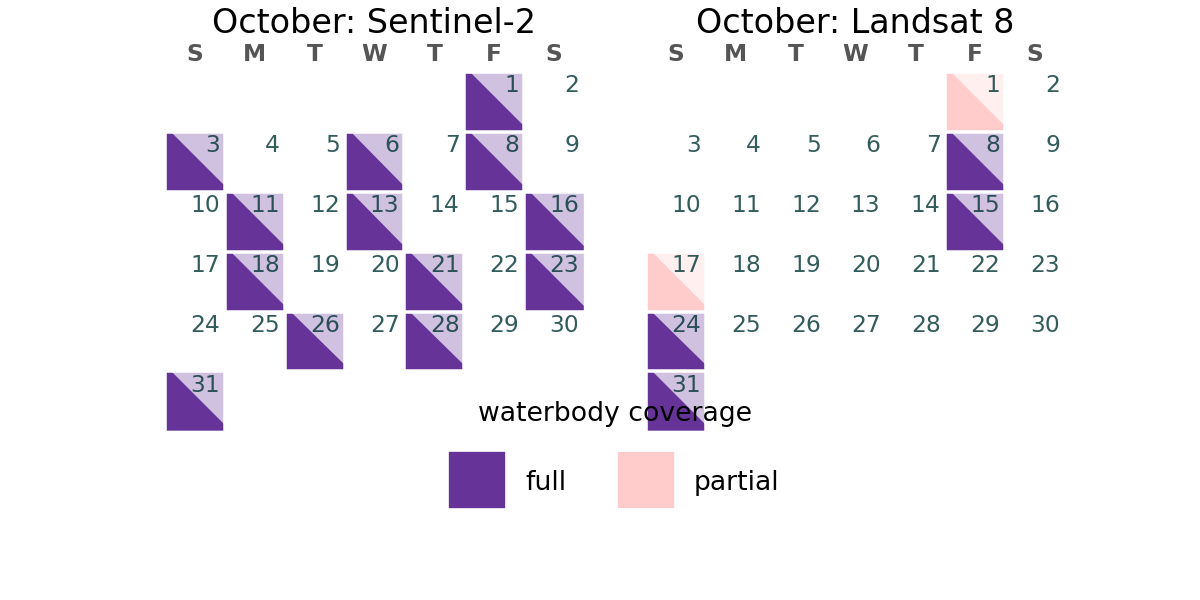 October: Sentinel-2
S M T W T F S
1 2
3 4 5 6 7 8 9
10 11 12 13 14 15 16
17 18 19 20 21 22 23
24 25 26 27 28 29 30
31
October: Landsat 8
S M T W T F S
1 2
3 4 5 6 7 8 9
10 11 12 13 14 15 16
17 18 19 20 21 22 23
24 25 26 27 28 29 30
31
waterbody coverage
full partial